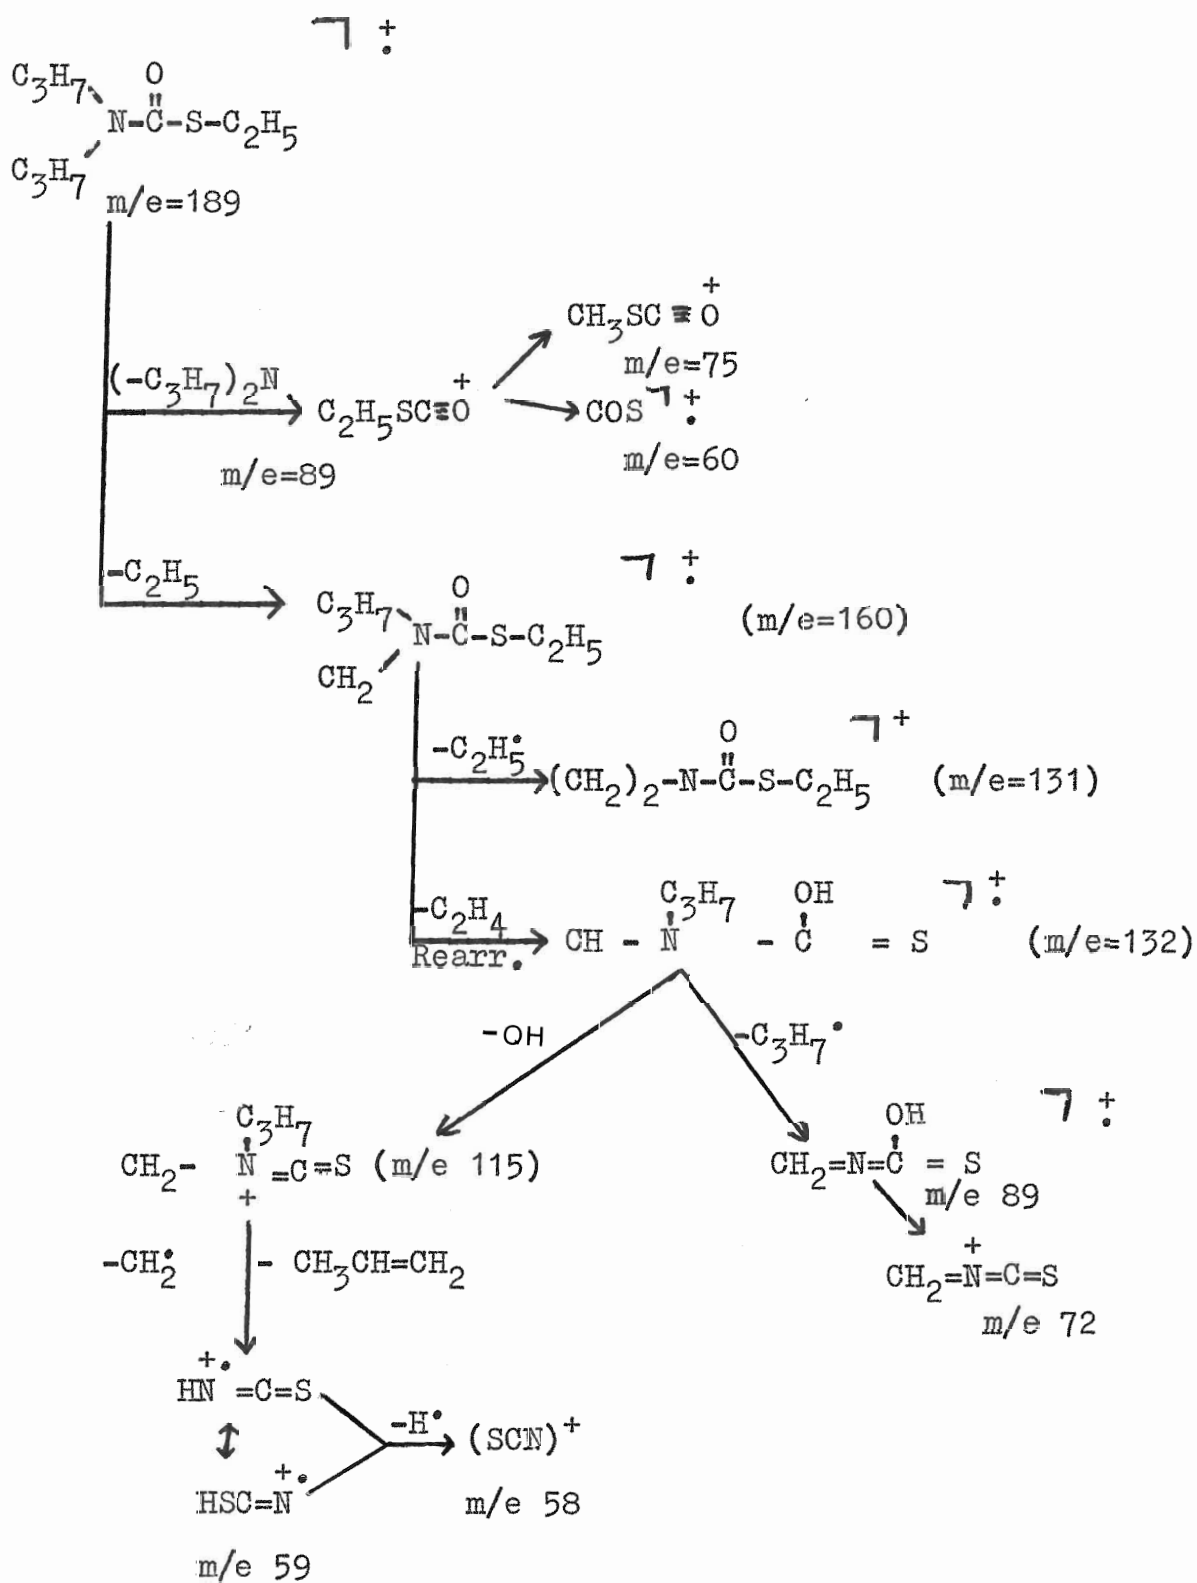 ⌝ +.
C3H7 O
N-C-S-C2H5
C3H7
m/e=189
CH3SC≡O +
m/e=75
(-C3H7)2N
C2H5SC≡O +
COS ⌝ +.
m/e=60
m/e=89
-C2H5
⌝ +.
C3H7 O
N-C-S-C2H5
CH2
(m/e=160)
-C2H5•
O ⌝ +
(CH2)2-N-C-S-C2H5 (m/e=131)
-C2H4
Rearr.
C3H7 OH ⌝ +.
CH - N - C = S (m/e=132)
-OH
-C3H7•
C3H7
CH2- N =C=S (m/e 115)
+
OH ⌝ +.
CH2=N=C = S
m/e 89
-CH2• - CH3CH=CH2
+
CH2=N=C=S
m/e 72
+.
HN =C=S
-H• (SCN)+
+.
HSC=N
m/e 58
m/e 59